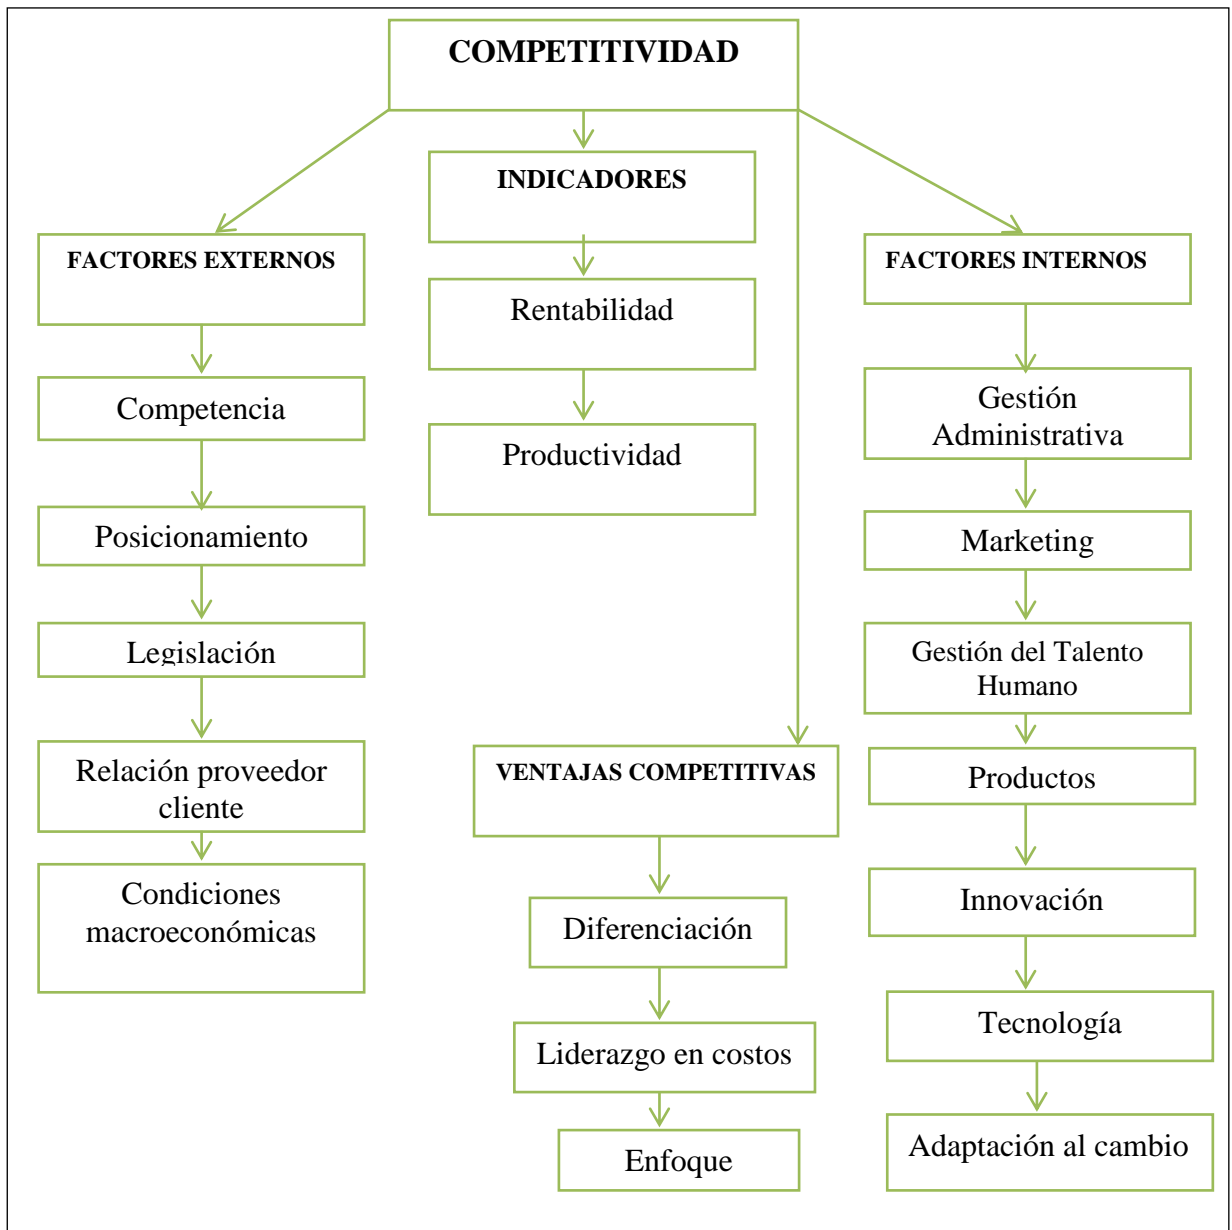 COMPETITIVIDAD
INDICADORES
Rentabilidad
Productividad
FACTORES EXTERNOS
Competencia
Posicionamiento
Legislación
Relación proveedor
cliente
Condiciones
macroeconómicas
VENTAJAS COMPETITIVAS
Diferenciación
Liderazgo en costos
Enfoque
FACTORES INTERNOS
Gestión
Administrativa
Marketing
Gestión del Talento
Humano
Productos
Innovación
Tecnología
Adaptación al cambio